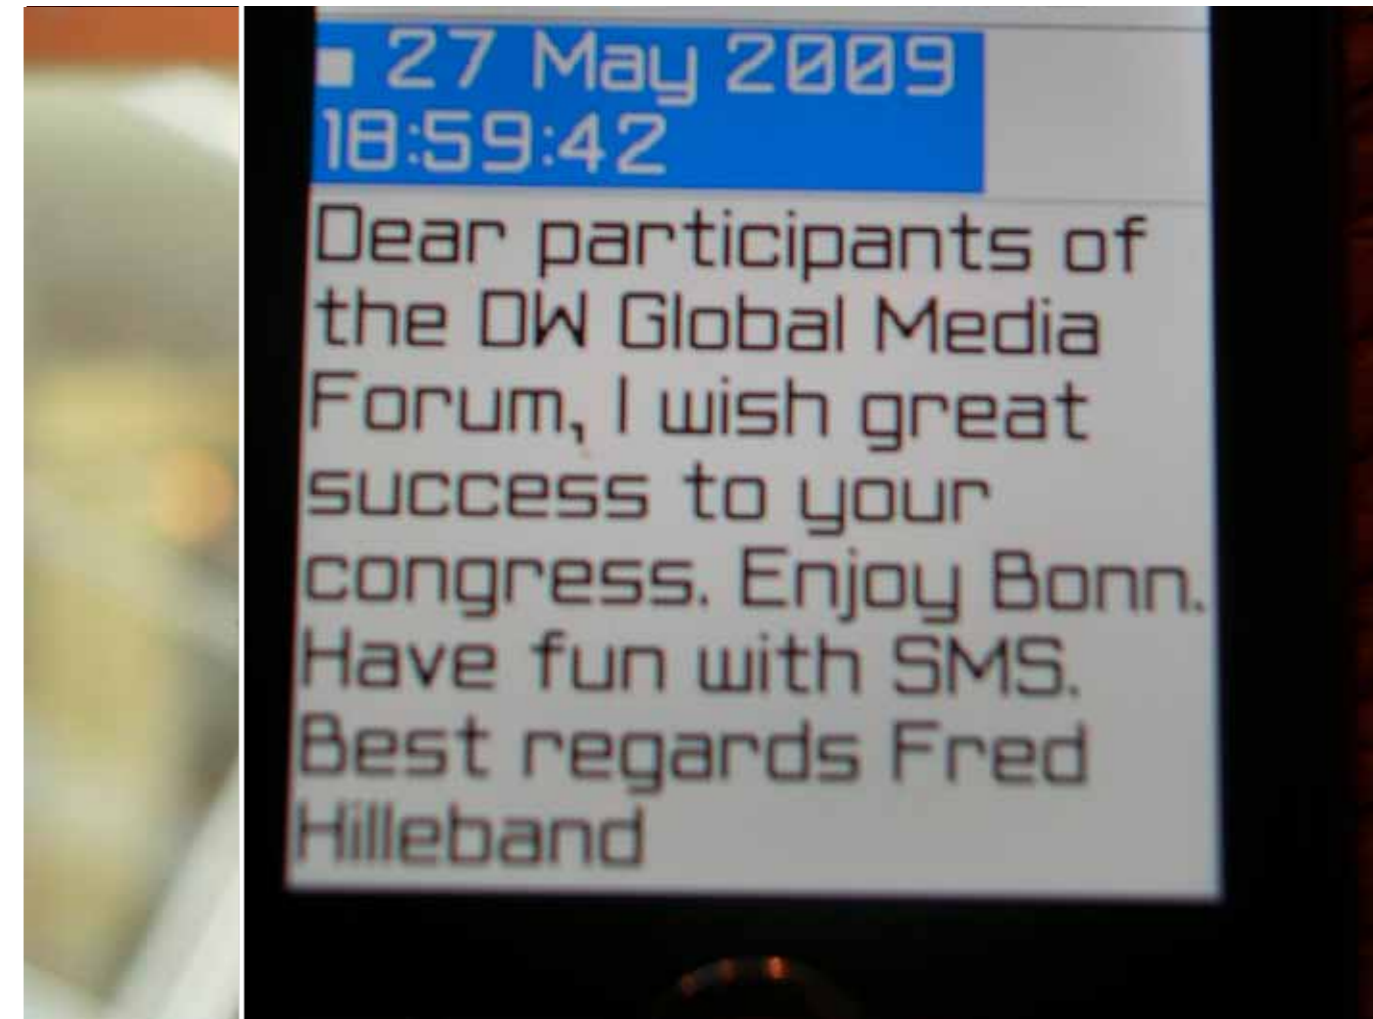 27 May 2009
18:59:42
Dear participants of
the DW Global Media
Forum, I wish great
success to your
congress. Enjoy Bonn.
Have fun with SMS.
Best regards Fred
Hilleband